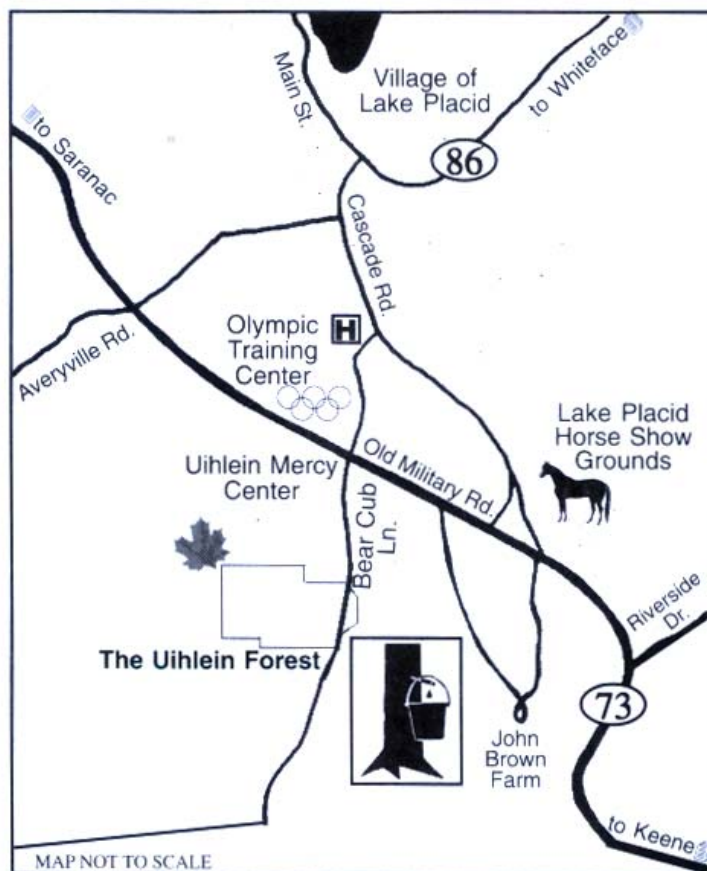 Main St.
Village of
Lake Placid
to Whiteface
to Saranac
86
Cascade Rd.
Averyville Rd.
Olympic
Training
Center
H
Lake Placid
Horse Show
Grounds
Uihlein Mercy
Center
Old Military Rd.
Bear Cub
Ln.
Riverside
Dr.
The Uihlein Forest
73
John
Brown
Farm
to Keene
MAP NOT TO SCALE